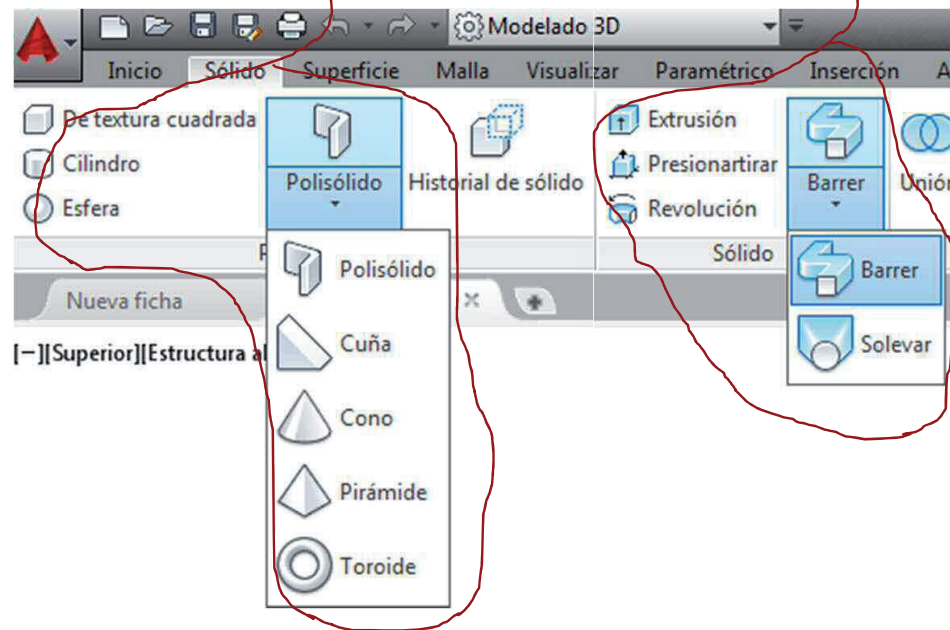 Modelado 3D
Inicio Sólido Superficie Malla Visualizar Paramétrico Inserción A
De textura cuadrada
Cilindro
Esfera
Polisólido
Historial de sólido
Extrusión
Presionartirar
Revolución
Barrer
Unión
Sólido
Polisólido
Cuña
Cono
Pirámide
Toroide
Barrer
Solevar
Nueva ficha
[−][Superior][Estructura al